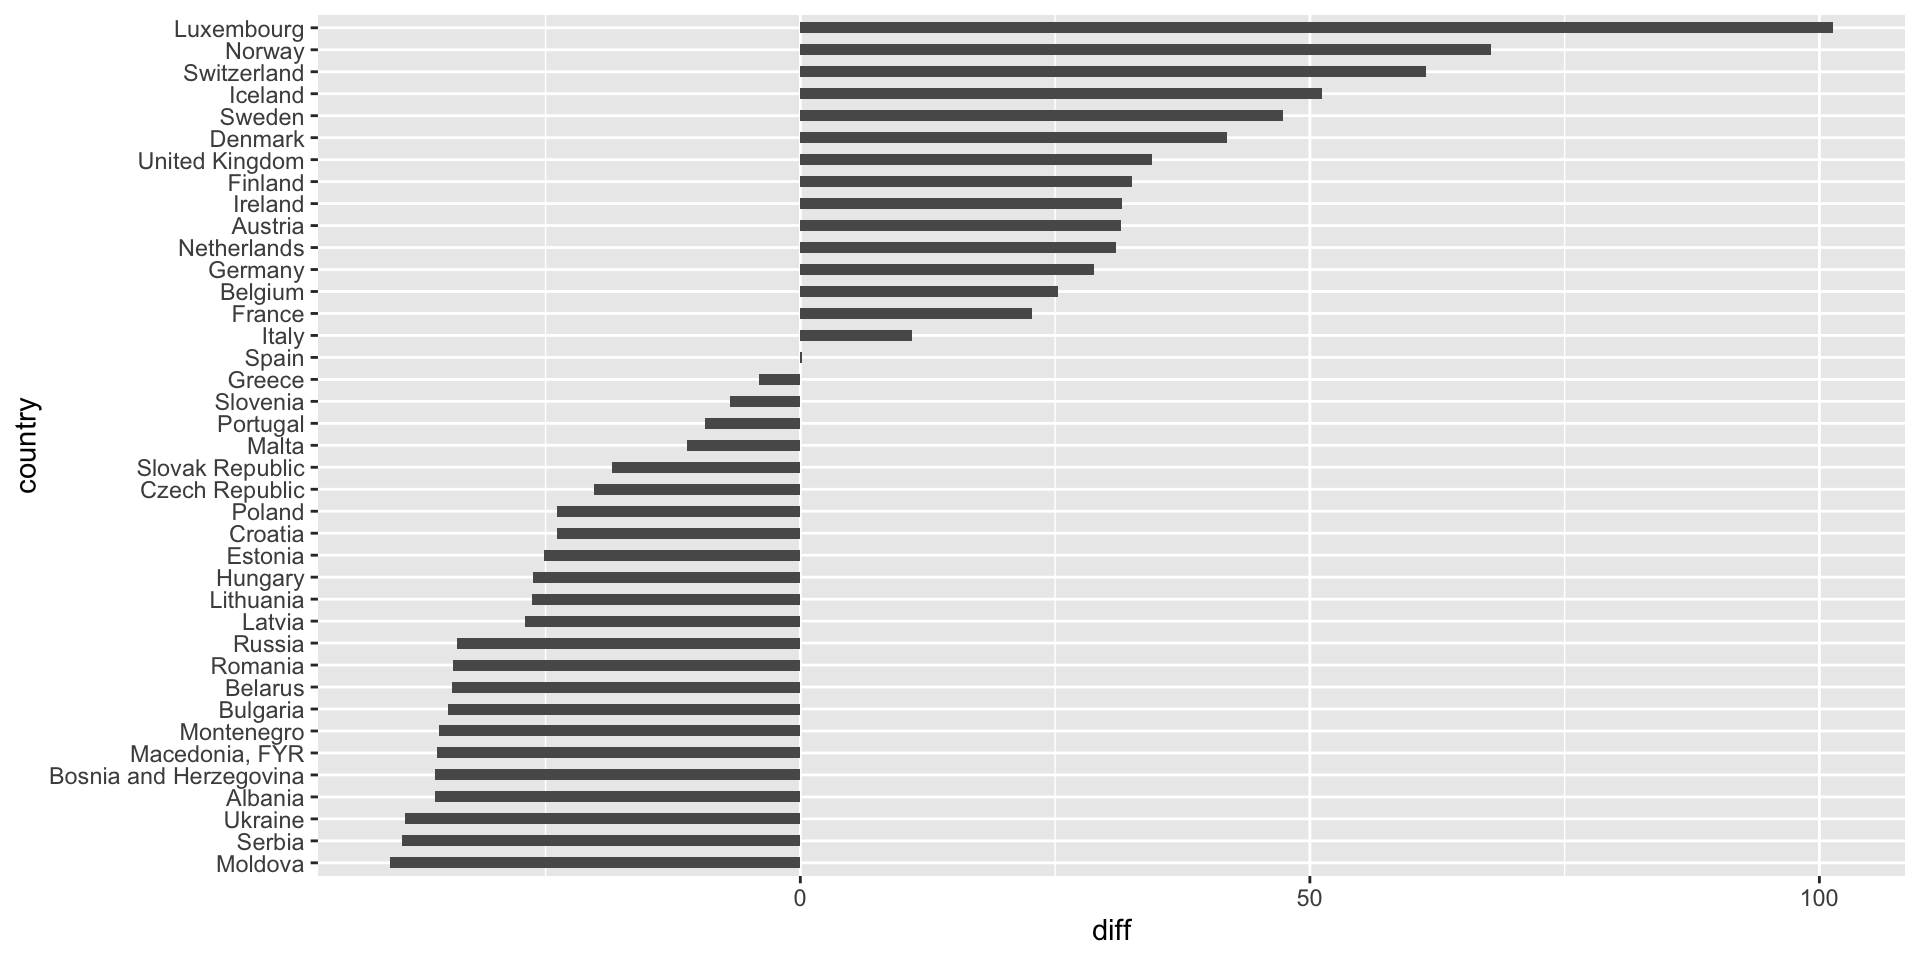 Luxembourg
Norway
Switzerland
Iceland
Sweden
Denmark
United Kingdom
Finland
Ireland
Austria
Netherlands
Germany
Belgium
France
Italy
Spain
Greece
Slovenia
Portugal
Malta
Slovak Republic
Czech Republic
Poland
Croatia
Estonia
Hungary
Lithuania
Latvia
Russia
Romania
Belarus
Bulgaria
Montenegro
Macedonia, FYR
Bosnia and Herzegovina
Albania
Ukraine
Serbia
Moldova
country
0 50 100
diff